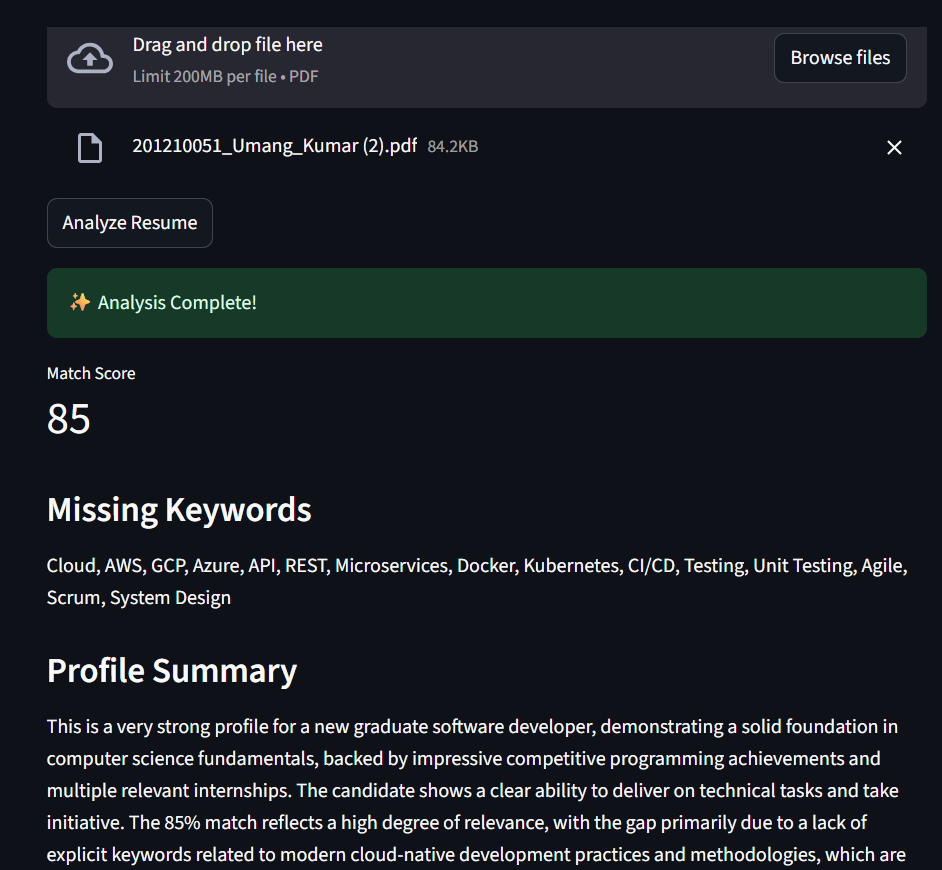 Drag and drop file here
Limit 200MB per file • PDF
Browse files
201210051_Umang_Kumar (2).pdf 84.2KB
Analyze Resume
✨ Analysis Complete!
Match Score
85
Missing Keywords
Cloud, AWS, GCP, Azure, API, REST, Microservices, Docker, Kubernetes, CI/CD, Testing, Unit Testing, Agile,
Scrum, System Design
Profile Summary
This is a very strong profile for a new graduate software developer, demonstrating a solid foundation in
computer science fundamentals, backed by impressive competitive programming achievements and
multiple relevant internships. The candidate shows a clear ability to deliver on technical tasks and take
initiative. The 85% match reflects a high degree of relevance, with the gap primarily due to a lack of
explicit keywords related to modern cloud-native development practices and methodologies, which are